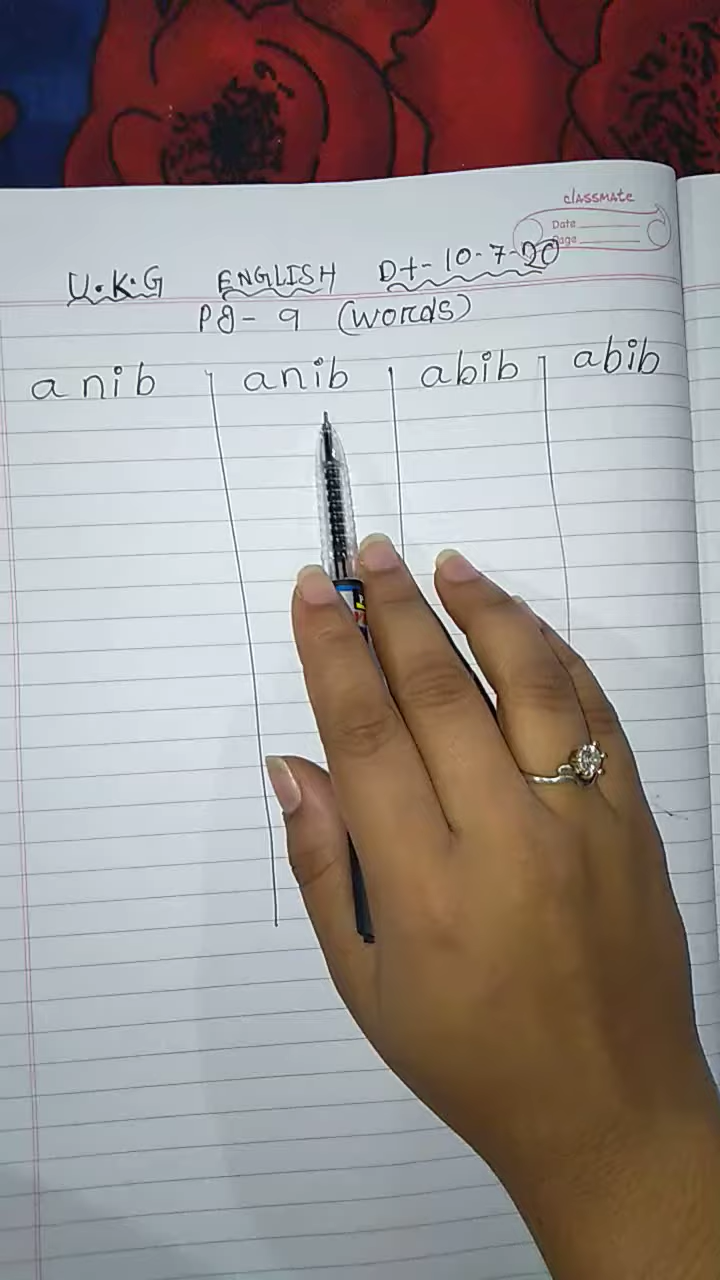 classmate
Date
Page
U.K.G ENGLISH Dt-10-7-20
Pg-9 (words)
anib anib abib abib